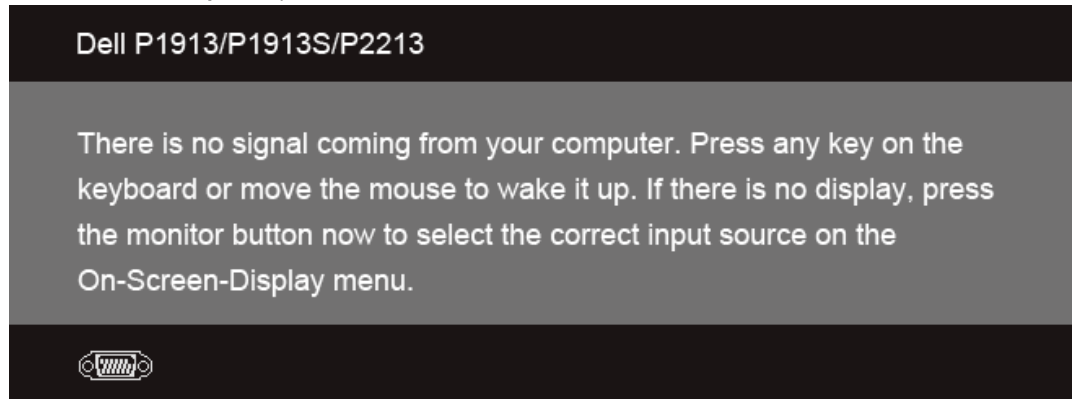 Dell P1913/P1913S/P2213
There is no signal coming from your computer. Press any key on the
keyboard or move the mouse to wake it up. If there is no display, press
the monitor button now to select the correct input source on the
On-Screen-Display menu.